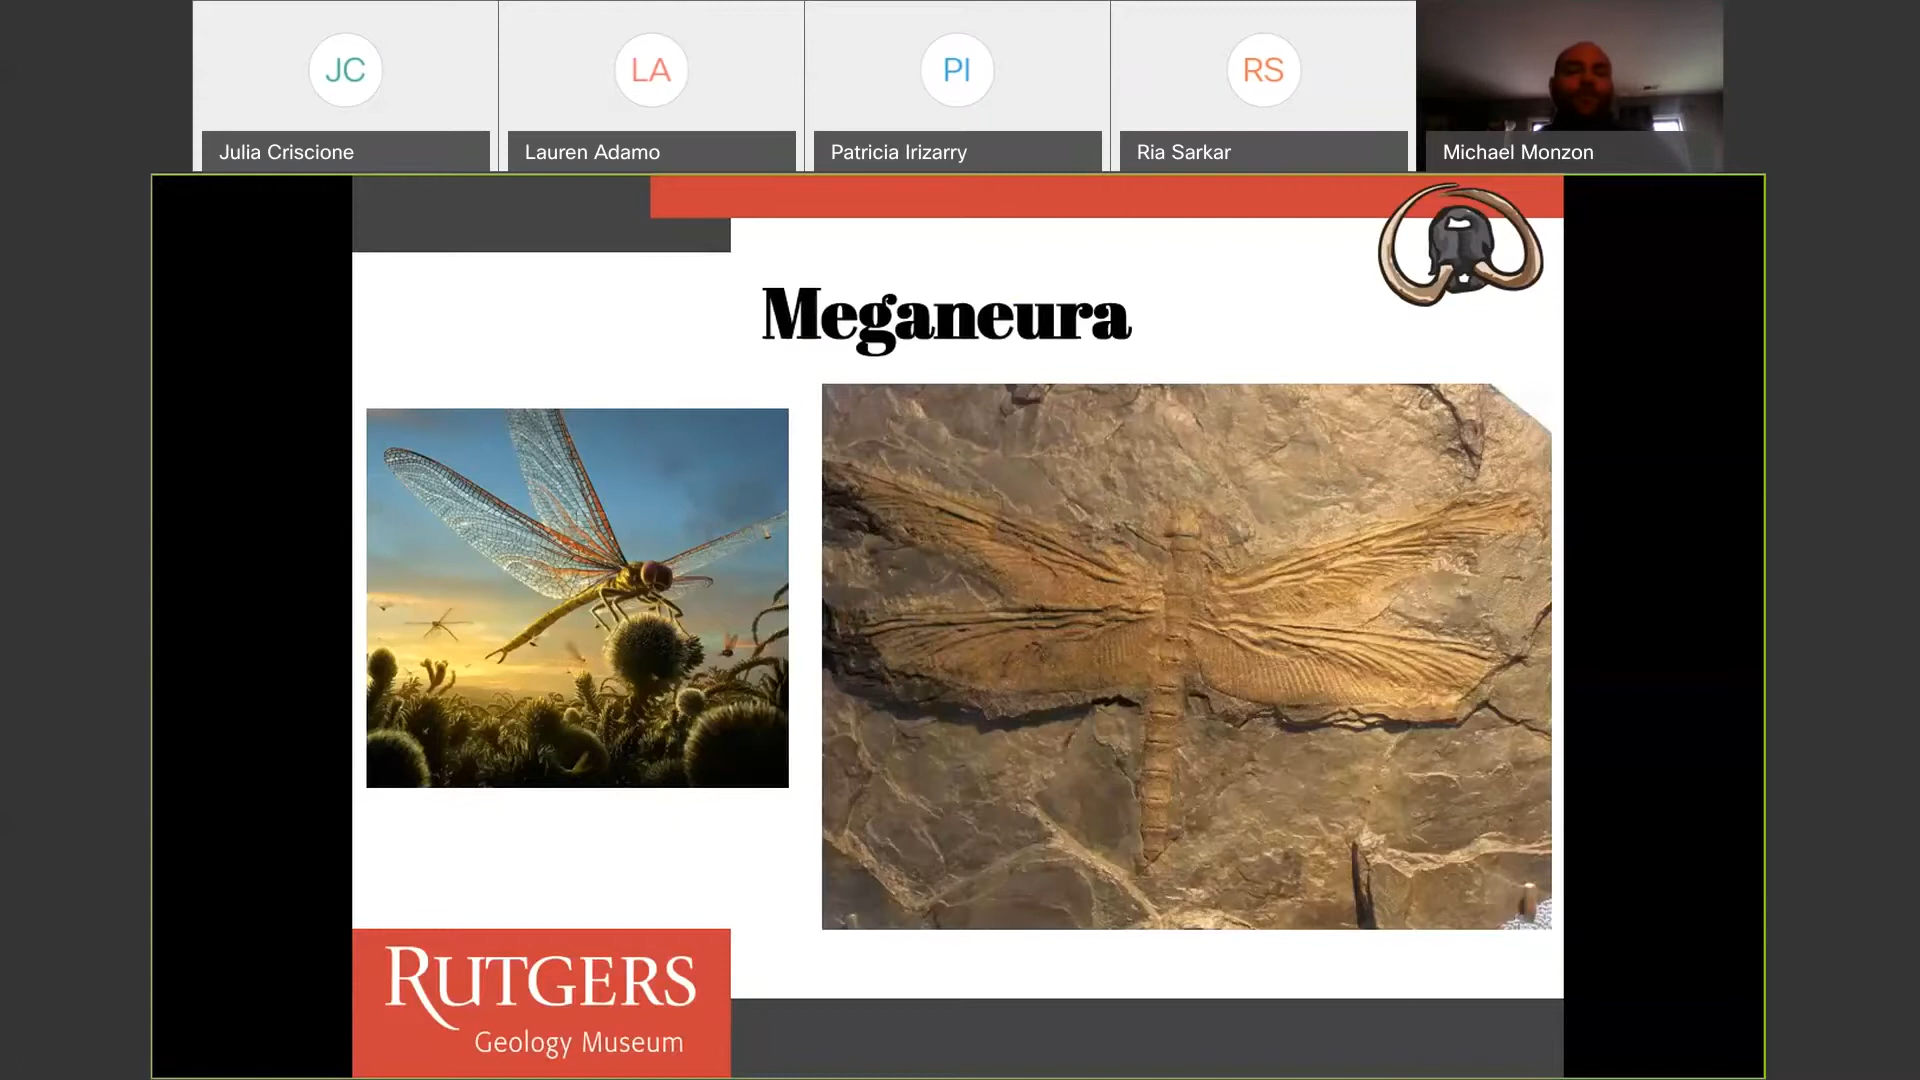 JC
LA
PI
RS
Julia Criscione
Lauren Adamo
Patricia Irizarry
Ria Sarkar
Michael Monzon
Meganeura
RUTGERS
Geology Museum